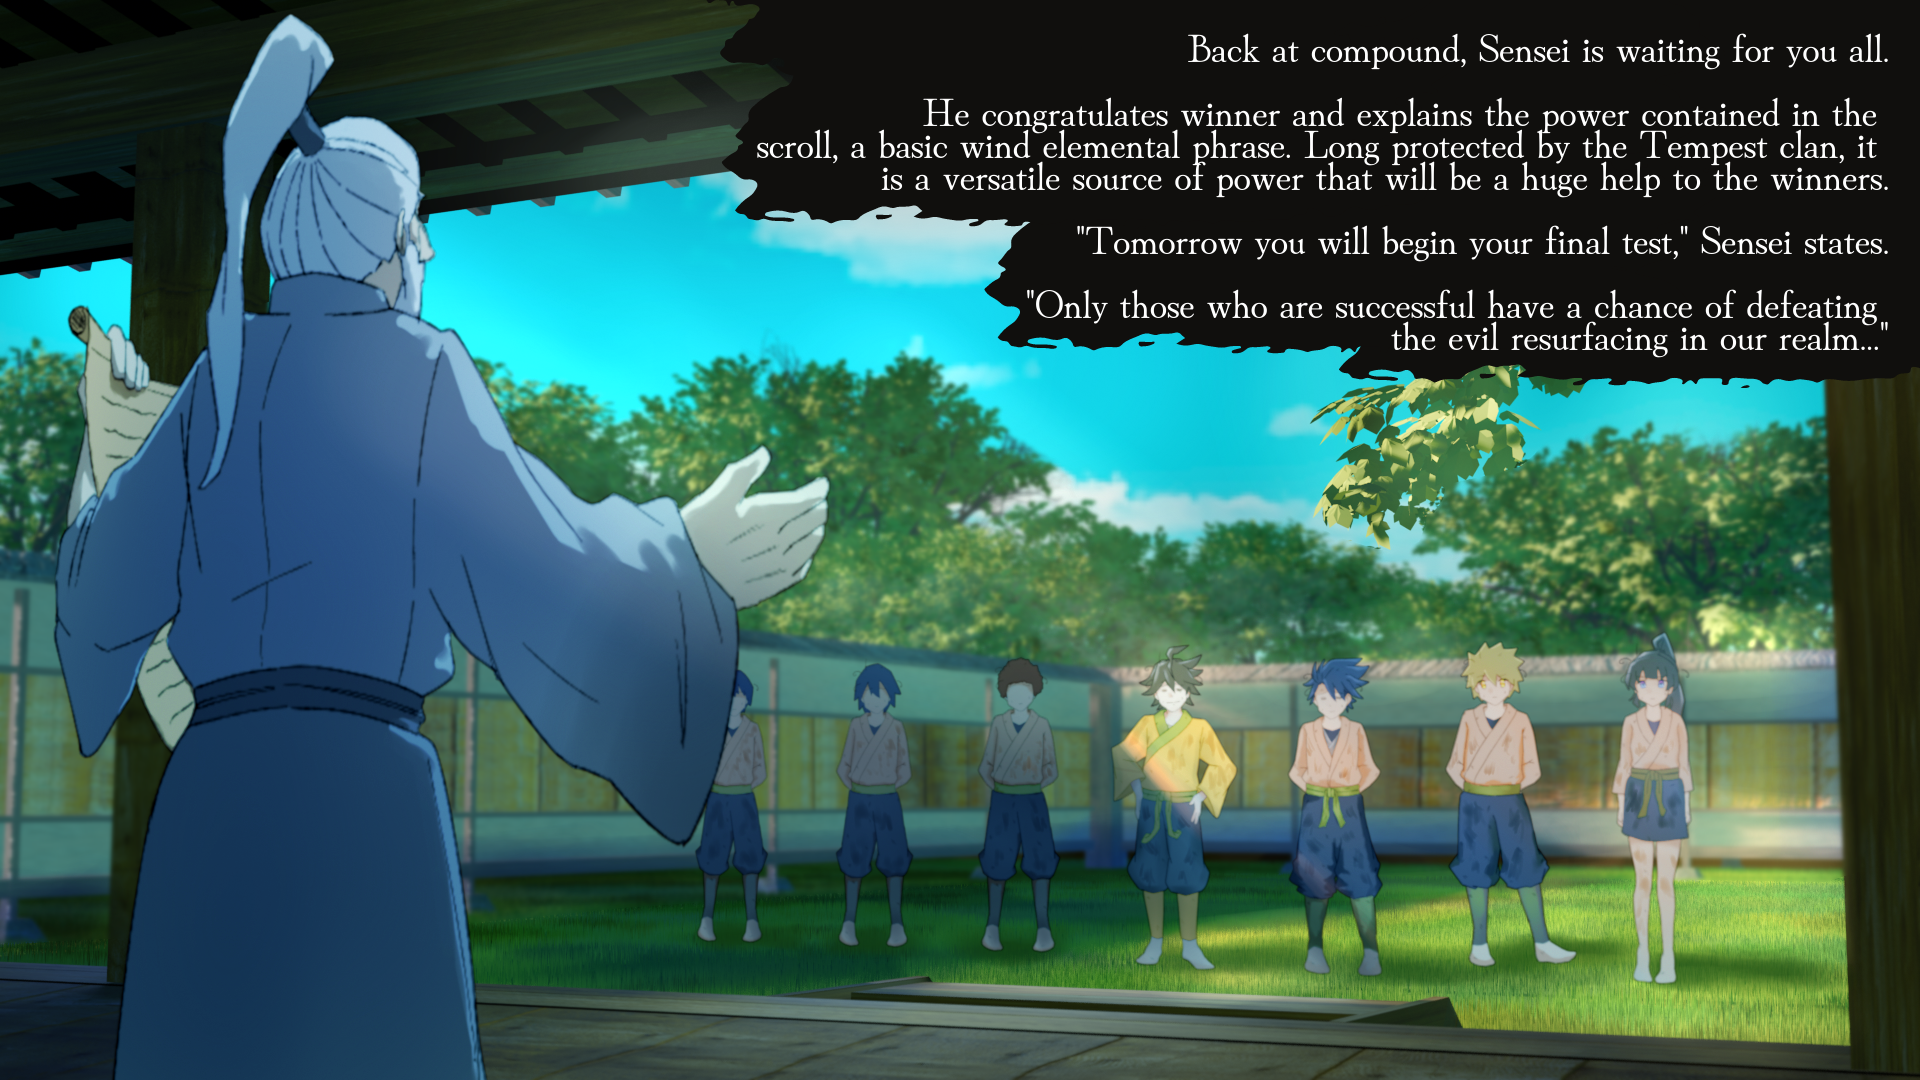 Back at compound, Sensei is waiting for you all.
He congratulates winner and explains the power contained in the
scroll, a basic wind elemental phrase. Long protected by the Tempest clan, it
is a versatile source of power that will be a huge help to the winners.
"Tomorrow you will begin your final test," Sensei states.
"Only those who are successful have a chance of defeating
the evil resurfacing in our realm..."